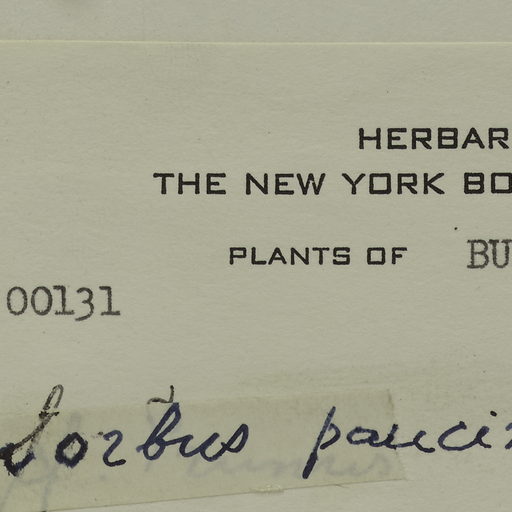 HERBAR
THE NEW YORK BO
PLANTS OF BU
00131
Sorbus pauci